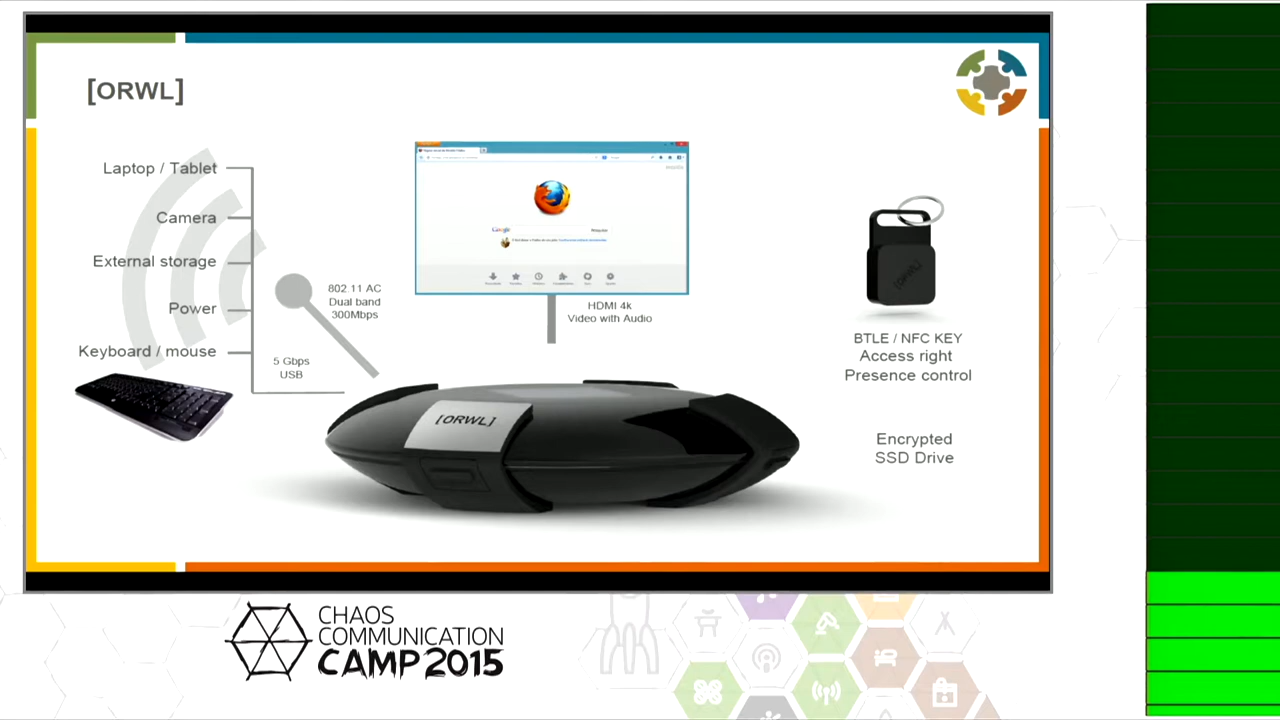 [ORWL]
Laptop / Tablet
Camera
External storage
Power
Keyboard / mouse
802.11 AC
Dual band
300Mbps
5 Gbps
USB
Google
HDMI 4k
Video with Audio
[ORWL]
[ORWL]
BTLE / NFC KEY
Access right
Presence control
Encrypted
SSD Drive
CHAOS
COMMUNICATION
CAMP 2015